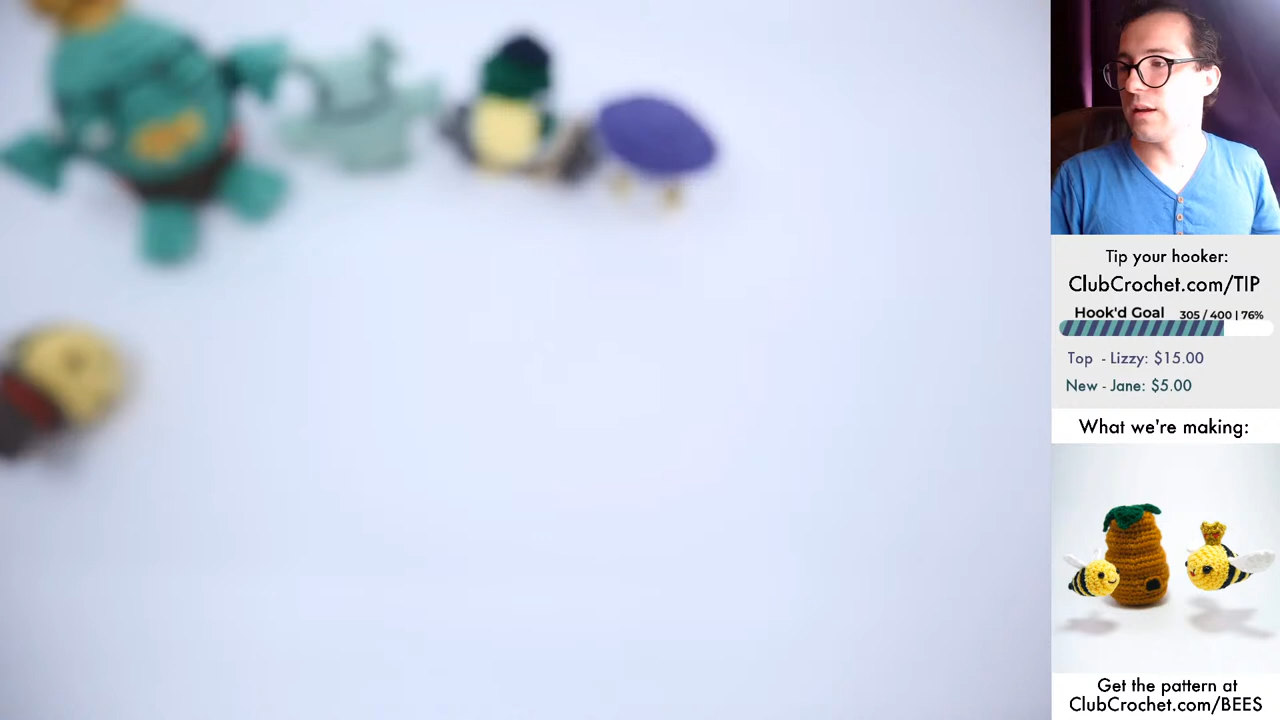 Tip your hooker:
ClubCrochet.com/TIP
Hook'd Goal 305 / 400 | 76%
Top - Lizzy: $15.00
New - Jane: $5.00
What we're making:
Get the pattern at
ClubCrochet.com/BEES